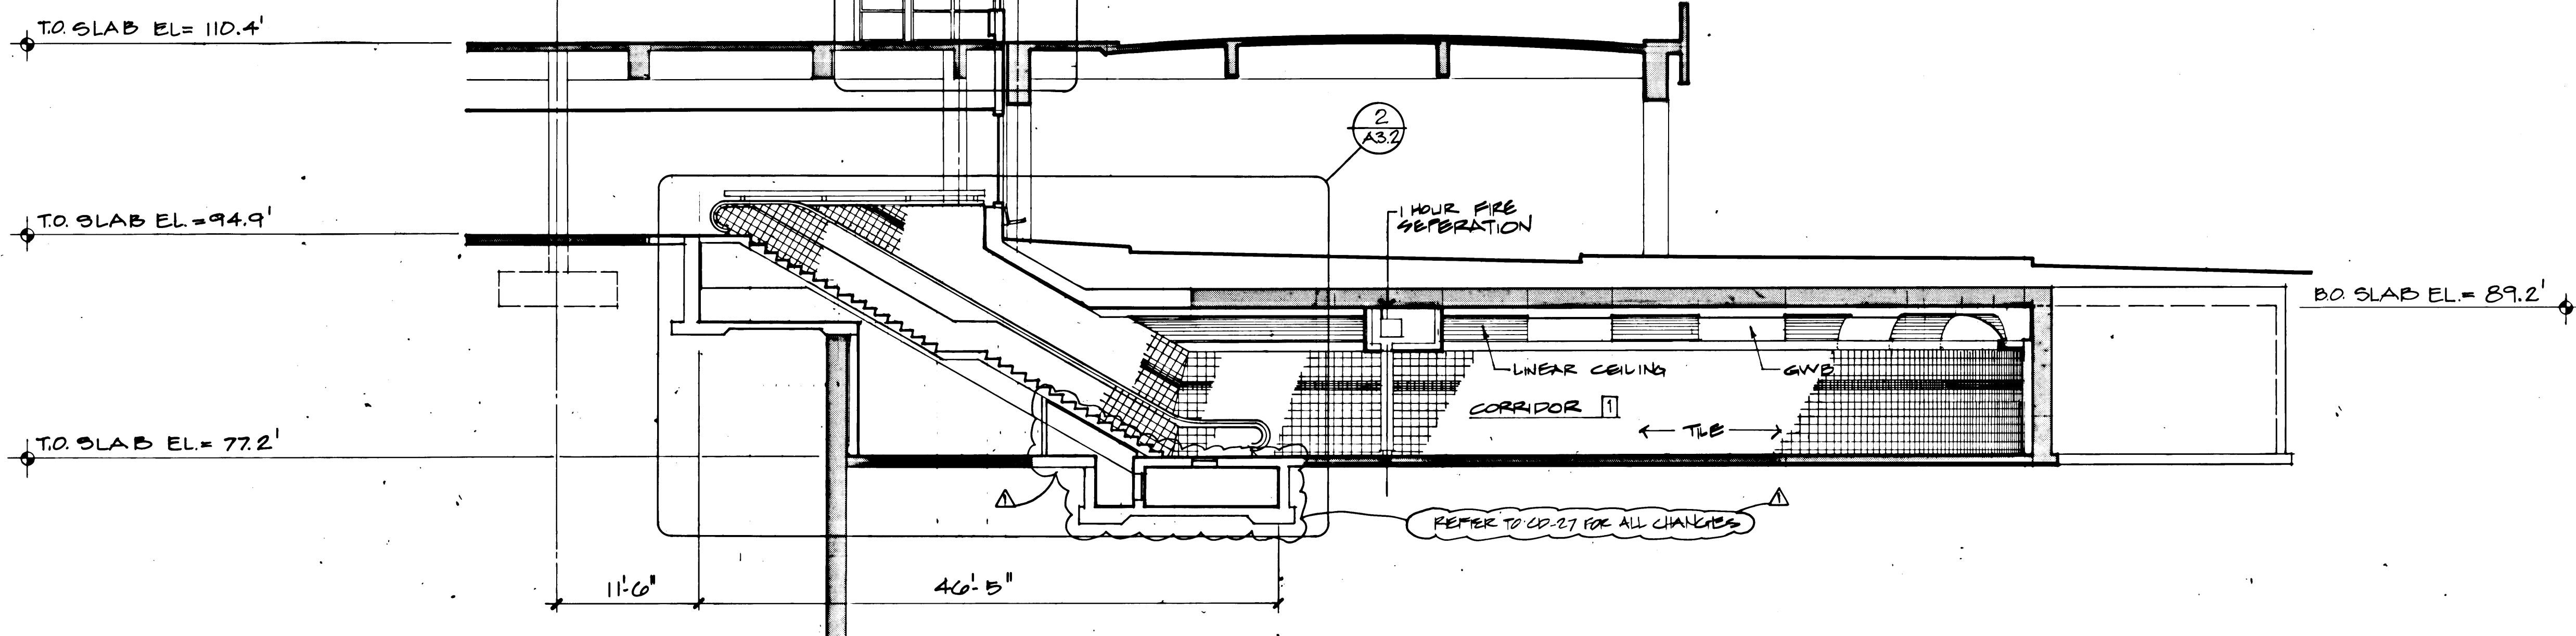 T.O. SLAB EL= 110.4'
2
A3.2
T.O. SLAB EL.=94.9'
1 HOUR FIRE
SEPERATION
B.O. SLAB EL.= 89.2'
LINEAR CEILING
GWB
CORRIDOR 1
TILE
T.O. SLAB EL.= 77.2'
1
1
REFER TO CD-27 FOR ALL CHANGES
11'-6"
46'-5"